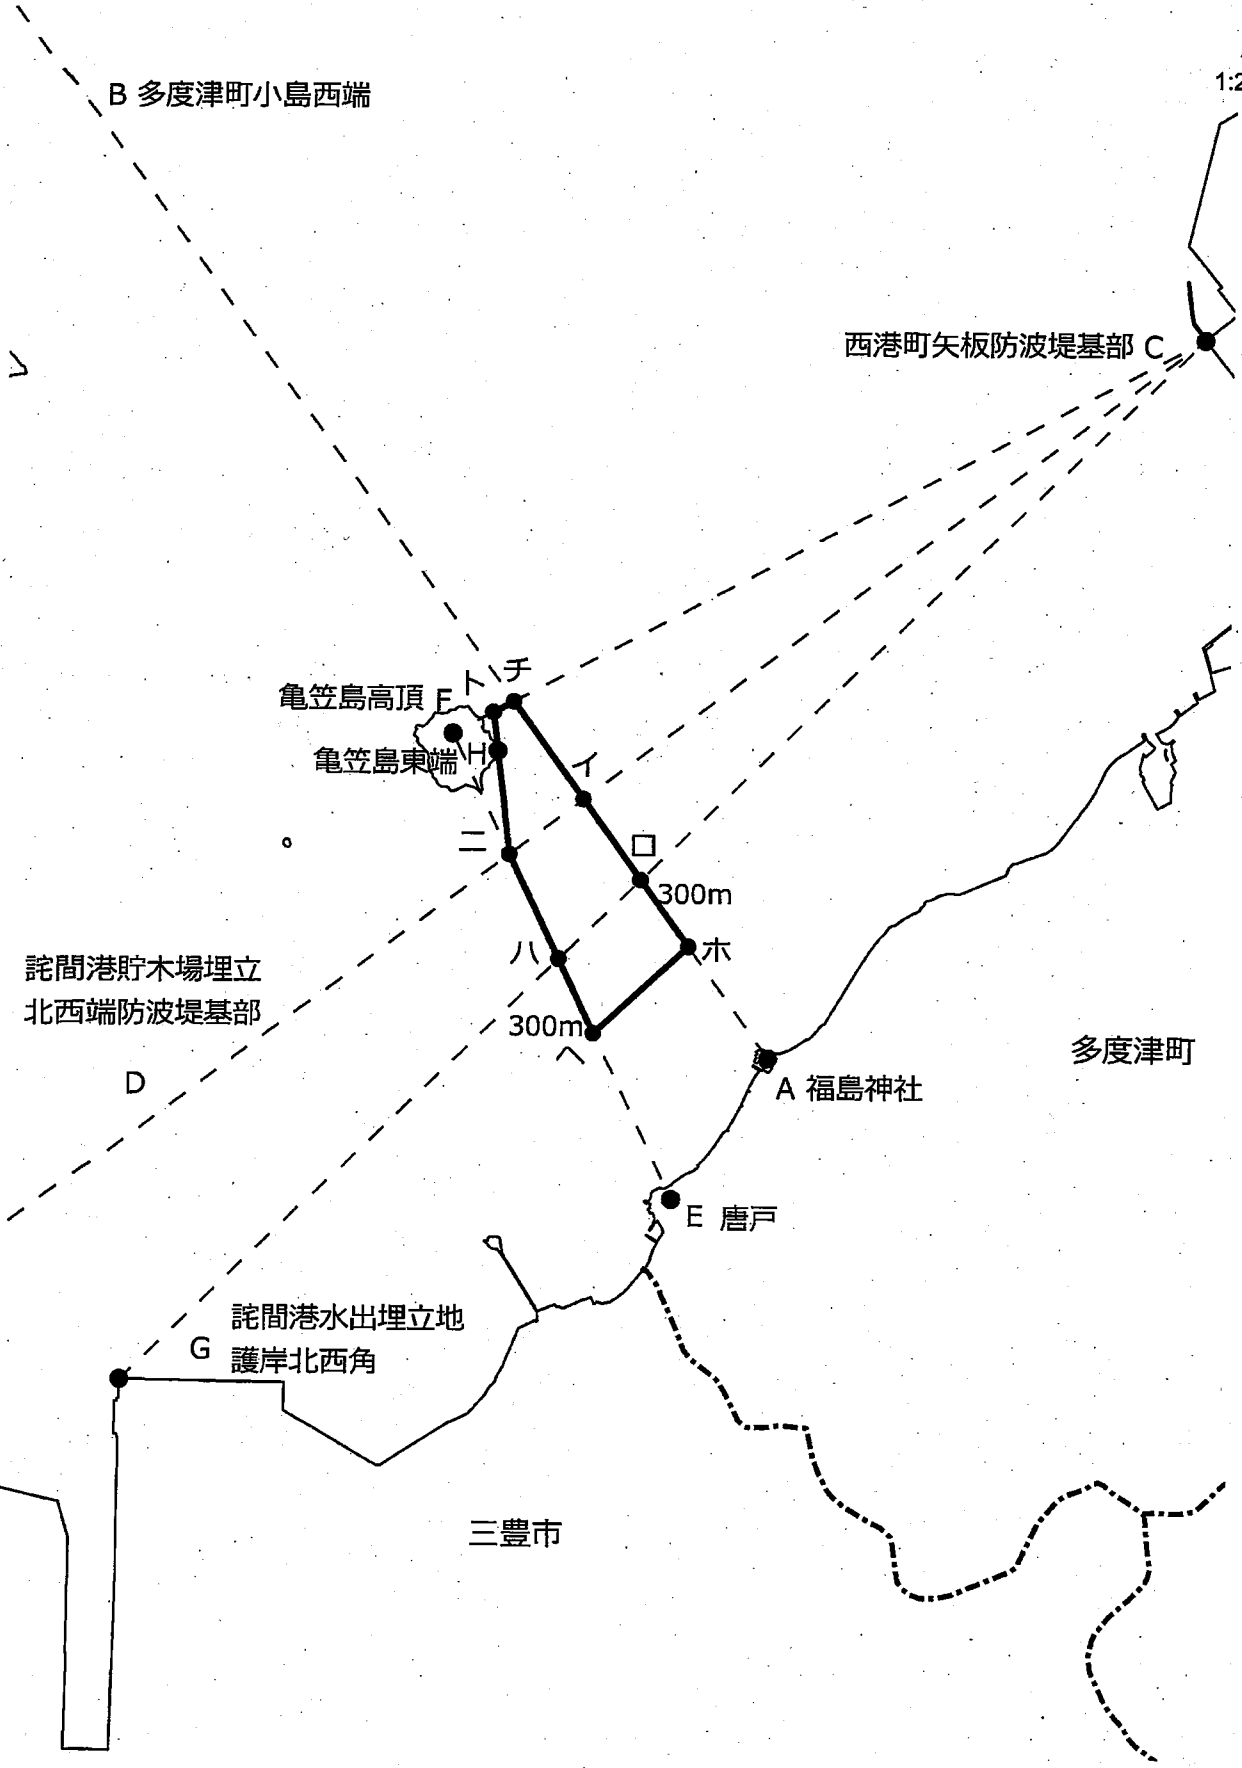 B 多度津町小島西端
1:2
西港町矢板防波堤基部 C
チ
ト
亀笠島高頂 F
亀笠島東端 H
イ
ニ
ロ
300m
ハ
ホ
詫間港貯木場埋立
北西端防波堤基部
300m
ヘ
多度津町
D
A 福島神社
E 唐戸
詫間港水出埋立地
G 護岸北西角
三豊市